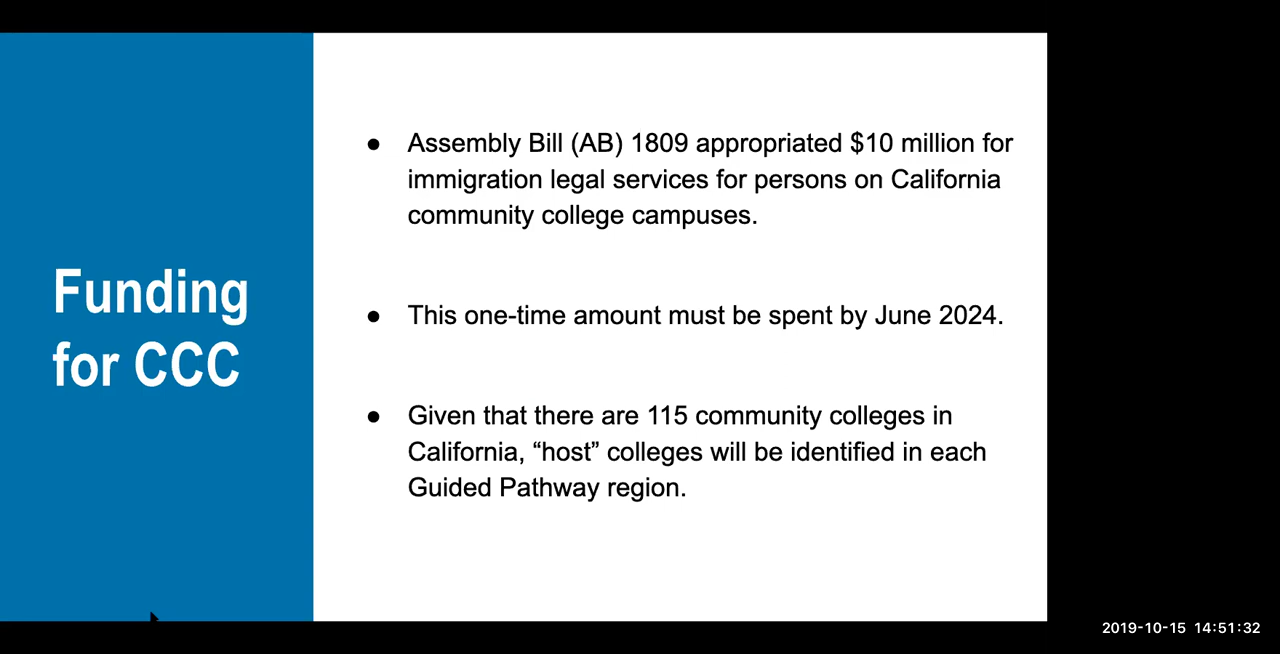 Funding
for CCC
● Assembly Bill (AB) 1809 appropriated $10 million for
immigration legal services for persons on California
community college campuses.
● This one-time amount must be spent by June 2024.
● Given that there are 115 community colleges in
California, “host” colleges will be identified in each
Guided Pathway region.
2019-10-15 14:51:32